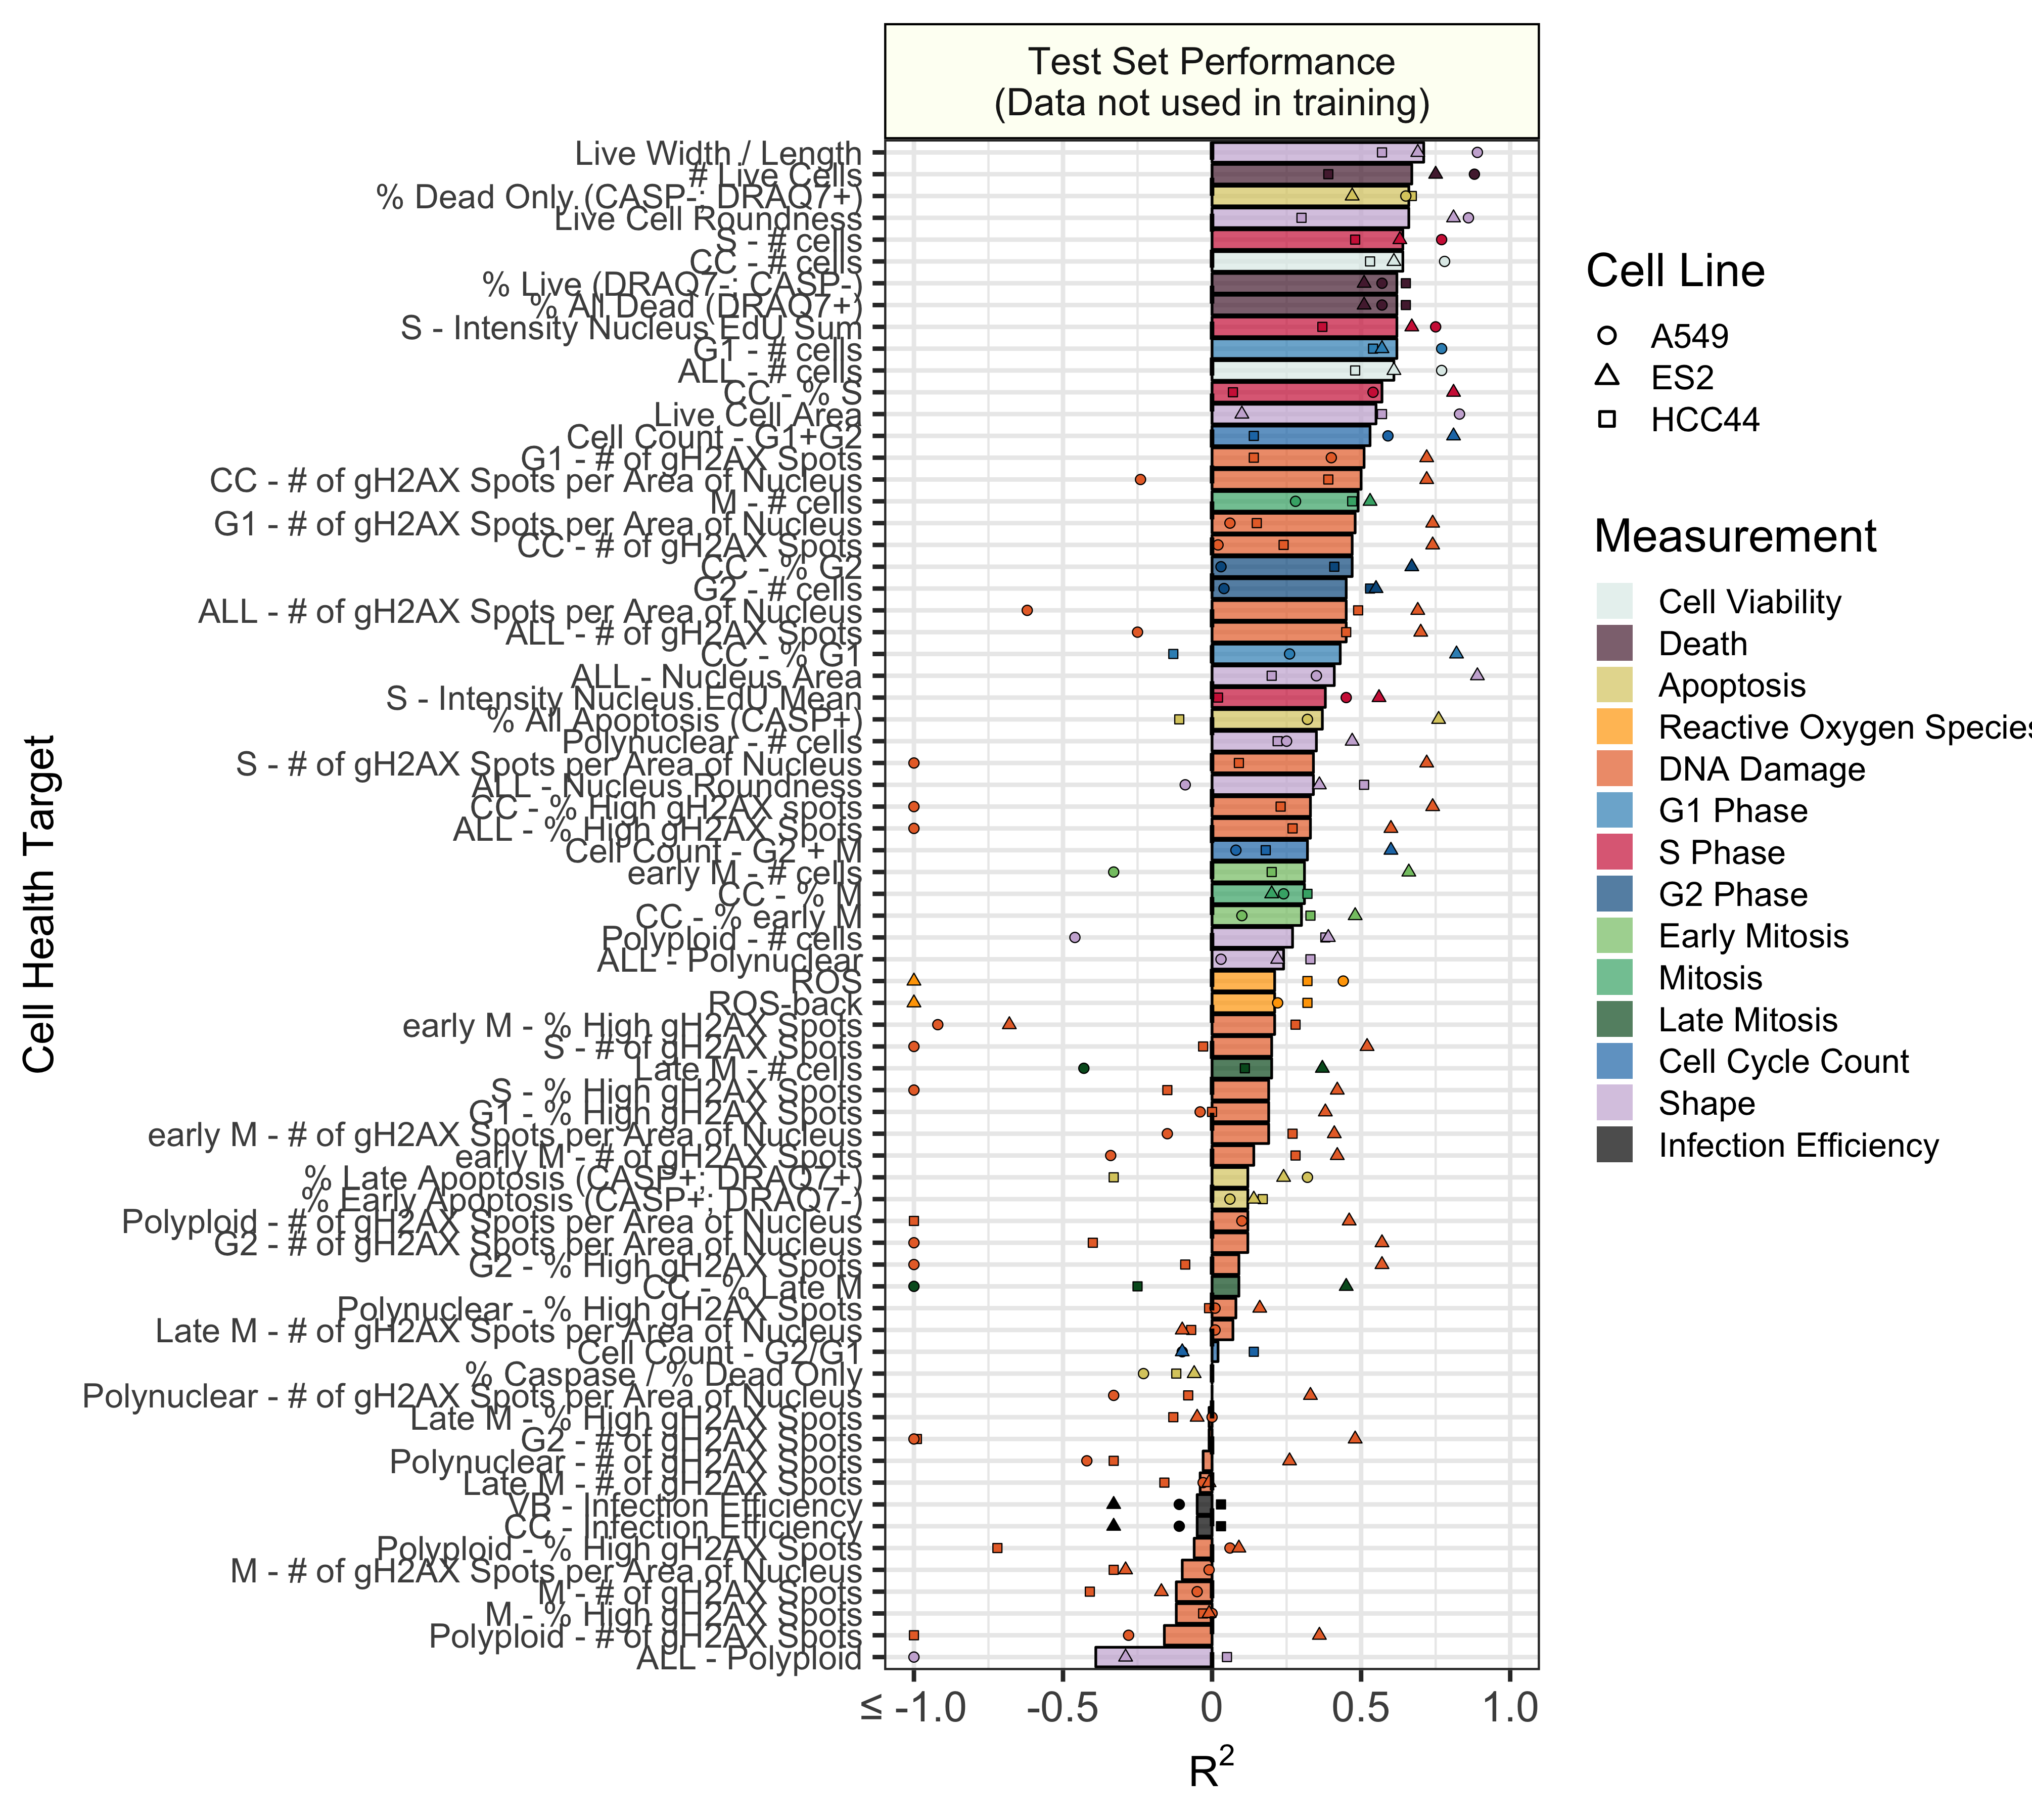 Test Set Performance
(Data not used in training)
Cell Health Target
Live Width / Length
# Live Cells
% Dead Only (CASP-; DRAQ7+)
Live Cell Roundness
S - # cells
CC - # cells
% Live (DRAQ7-; CASP-)
% All Dead (DRAQ7+)
S - Intensity Nucleus EdU Sum
G1 - # cells
ALL - # cells
CC - % S
Live Cell Area
Cell Count - G1+G2
G1 - # of gH2AX Spots
CC - # of gH2AX Spots per Area of Nucleus
M - # cells
G1 - # of gH2AX Spots per Area of Nucleus
CC - # of gH2AX Spots
CC - % G2
G2 - # cells
ALL - # of gH2AX Spots per Area of Nucleus
ALL - # of gH2AX Spots
CC - % G1
ALL - Nucleus Area
S - Intensity Nucleus EdU Mean
% All Apoptosis (CASP+)
Polynuclear - # cells
S - # of gH2AX Spots per Area of Nucleus
ALL - Nucleus Roundness
CC - % High gH2AX spots
ALL - % High gH2AX Spots
Cell Count - G2 + M
early M - # cells
CC - % M
CC - % early M
Polyploid - # cells
ALL - Polynuclear
ROS
ROS-back
early M - % High gH2AX Spots
S - # of gH2AX Spots
Late M - # cells
S - % High gH2AX Spots
G1 - % High gH2AX Spots
early M - # of gH2AX Spots per Area of Nucleus
early M - # of gH2AX Spots
% Late Apoptosis (CASP+; DRAQ7+)
% Early Apoptosis (CASP+; DRAQ7-)
Polyploid - # of gH2AX Spots per Area of Nucleus
G2 - # of gH2AX Spots per Area of Nucleus
G2 - % High gH2AX Spots
CC - % Late M
Polynuclear - % High gH2AX Spots
Late M - # of gH2AX Spots per Area of Nucleus
Cell Count - G2/G1
% Caspase / % Dead Only
Polynuclear - # of gH2AX Spots per Area of Nucleus
Late M - % High gH2AX Spots
G2 - # of gH2AX Spots
Polynuclear - # of gH2AX Spots
Late M - # of gH2AX Spots
VB - Infection Efficiency
CC - Infection Efficiency
Polyploid - % High gH2AX Spots
M - # of gH2AX Spots per Area of Nucleus
M - # of gH2AX Spots
M - % High gH2AX Spots
Polyploid - # of gH2AX Spots
ALL - Polyploid
≤ -1.0 -0.5 0 0.5 1.0
R²
Cell Line
A549
ES2
HCC44
Measurement
Cell Viability
Death
Apoptosis
Reactive Oxygen Species
DNA Damage
G1 Phase
S Phase
G2 Phase
Early Mitosis
Mitosis
Late Mitosis
Cell Cycle Count
Shape
Infection Efficiency